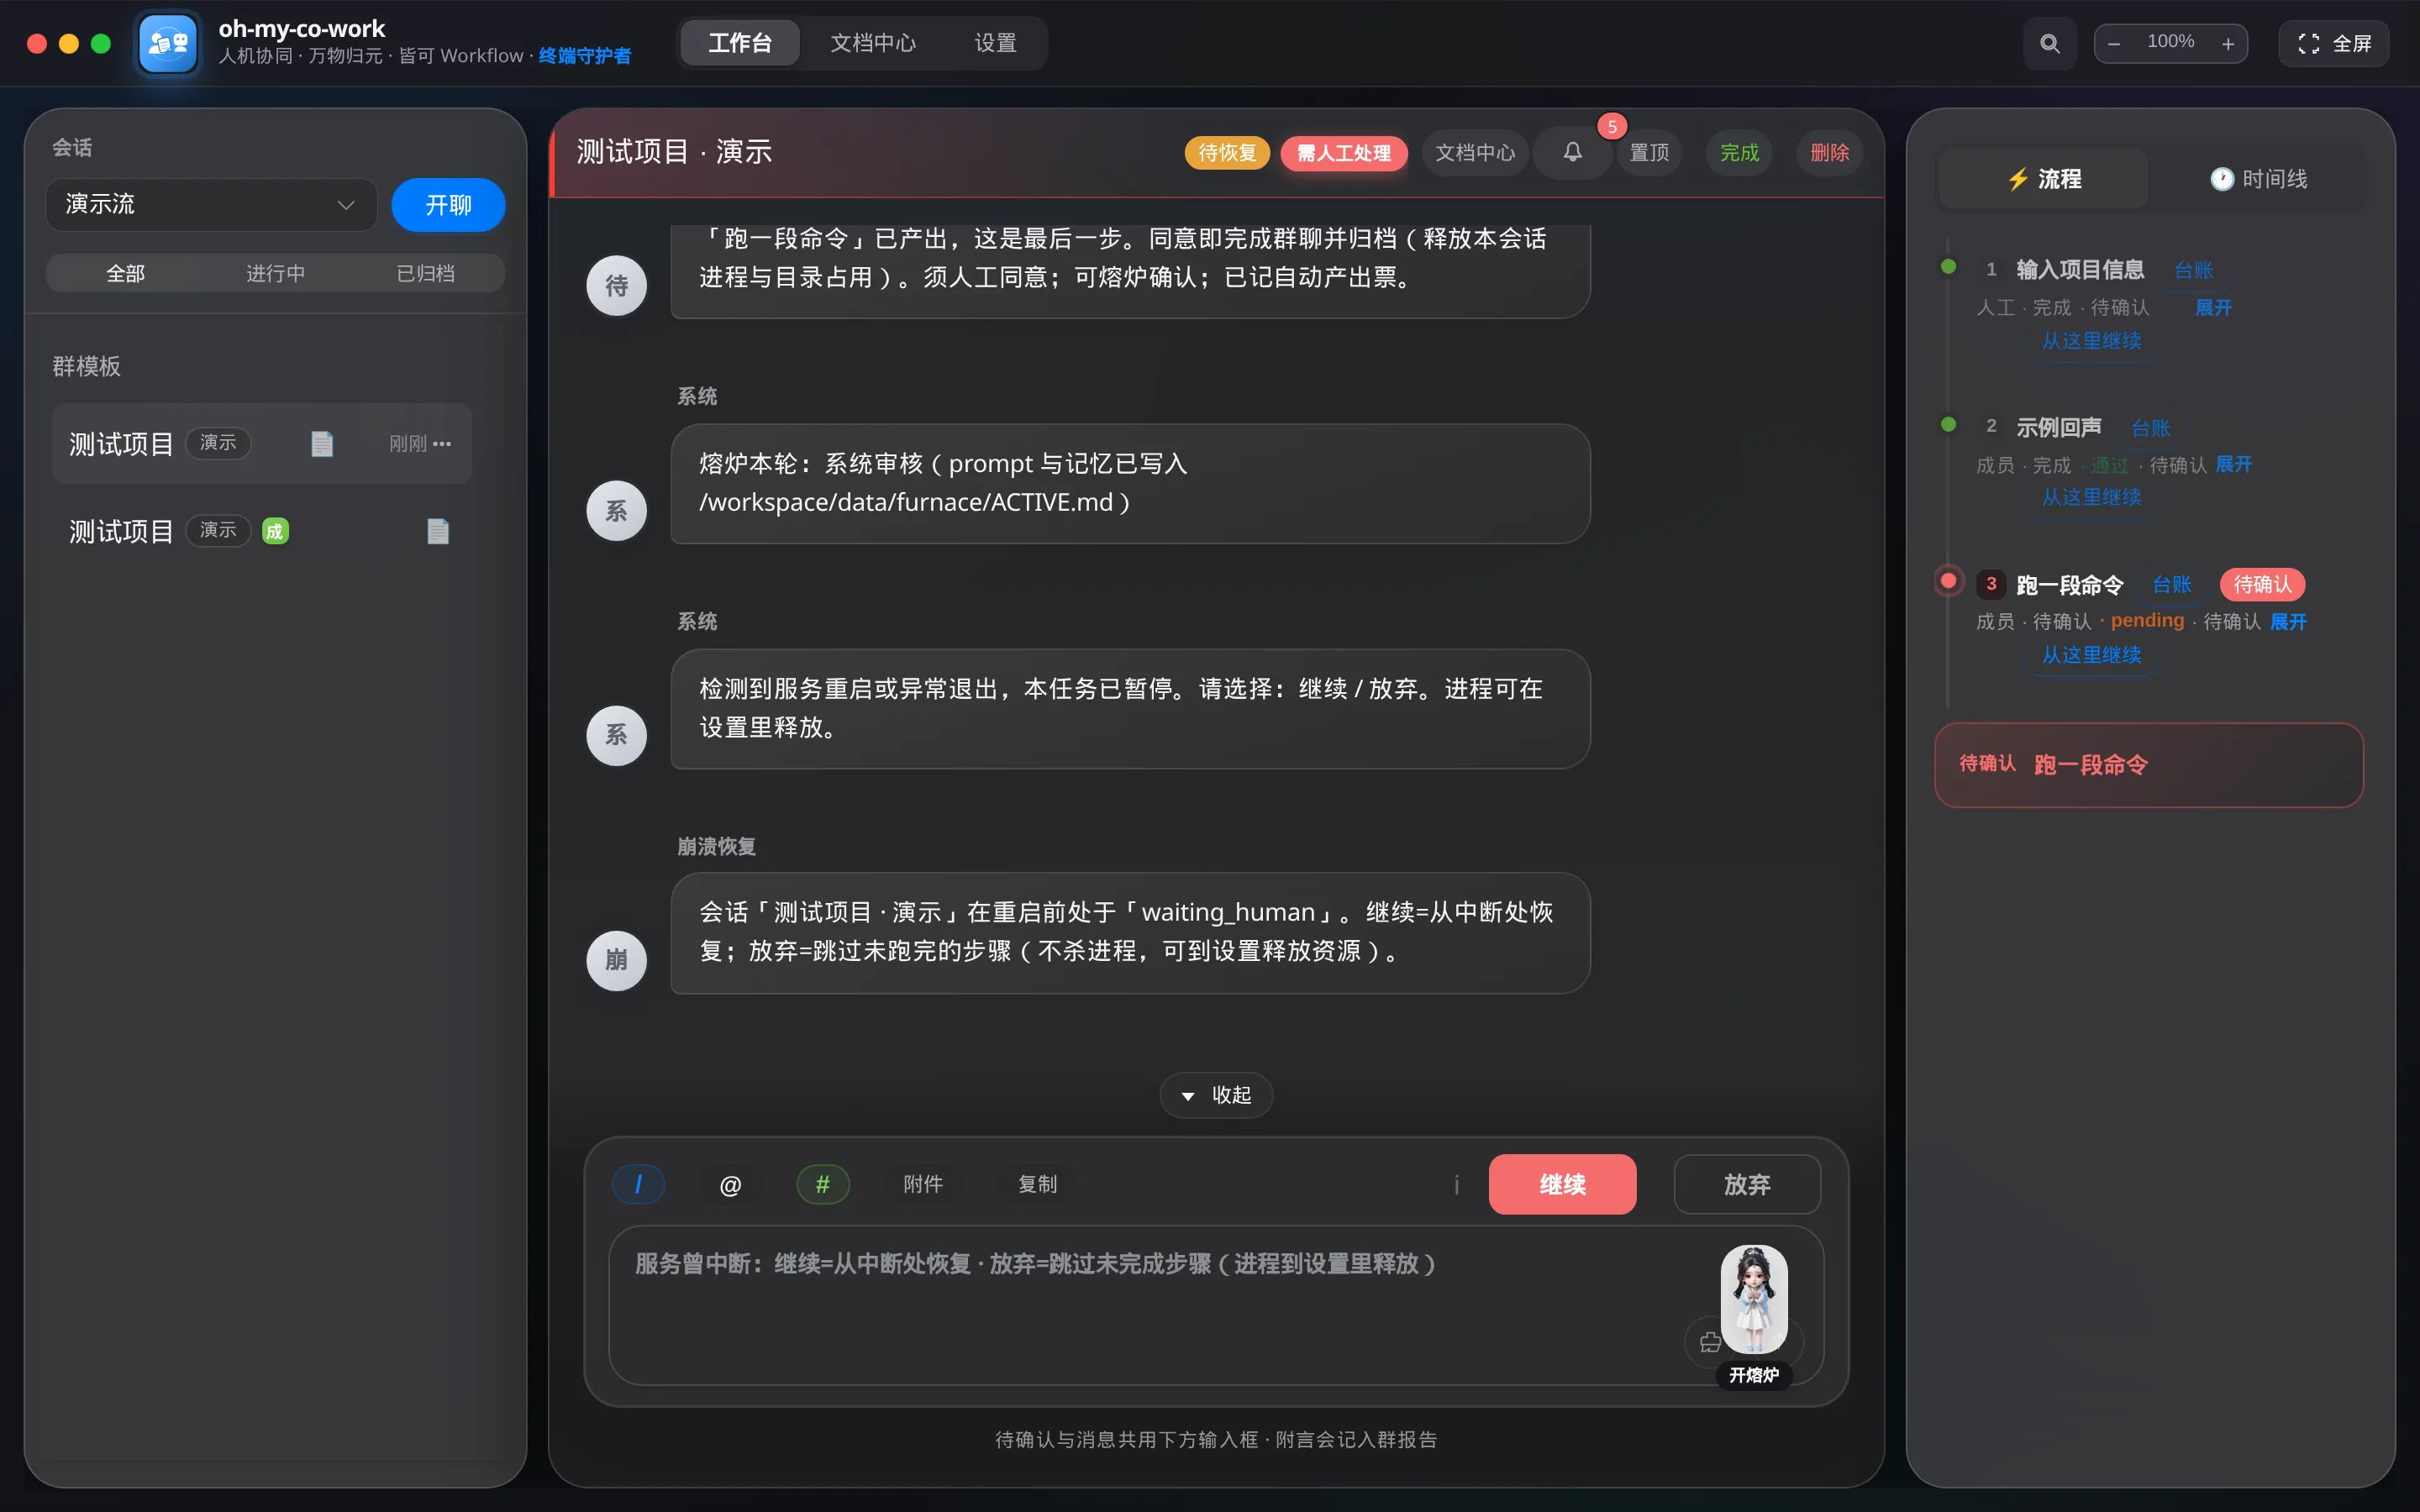 oh-my-co-work
人机协同 · 万物归元 · 皆可 Workflow · 终端守护者
工作台 文档中心 设置
100%
全屏
会话
演示流
开聊
全部 进行中 已归档
群模板
测试项目 演示 刚刚
测试项目 演示 成
测试项目 · 演示
待恢复 需人工处理 文档中心 5 置顶 完成 删除
待
「跑一段命令」已产出，这是最后一步。同意即完成群聊并归档（释放本会话
进程与目录占用）。须人工同意；可熔炉确认；已记自动产出票。
系统
系
熔炉本轮：系统审核（prompt 与记忆已写入
/workspace/data/furnace/ACTIVE.md）
系统
系
检测到服务重启或异常退出，本任务已暂停。请选择：继续 / 放弃。进程可在
设置里释放。
崩溃恢复
崩
会话「测试项目 · 演示」在重启前处于「waiting_human」。继续=从中断处恢
复；放弃=跳过未跑完的步骤（不杀进程，可到设置释放资源）。
收起
/ @ # 附件 复制 i 继续 放弃
服务曾中断：继续=从中断处恢复 · 放弃=跳过未完成步骤（进程到设置里释放）
开熔炉
待确认与消息共用下方输入框 · 附言会记入群报告
流程 时间线
1 输入项目信息 台账
人工 · 完成 · 待确认 展开
从这里继续
2 示例回声 台账
成员 · 完成 · 通过 · 待确认 展开
从这里继续
3 跑一段命令 台账 待确认
成员 · 待确认 · pending · 待确认 展开
从这里继续
待确认 跑一段命令